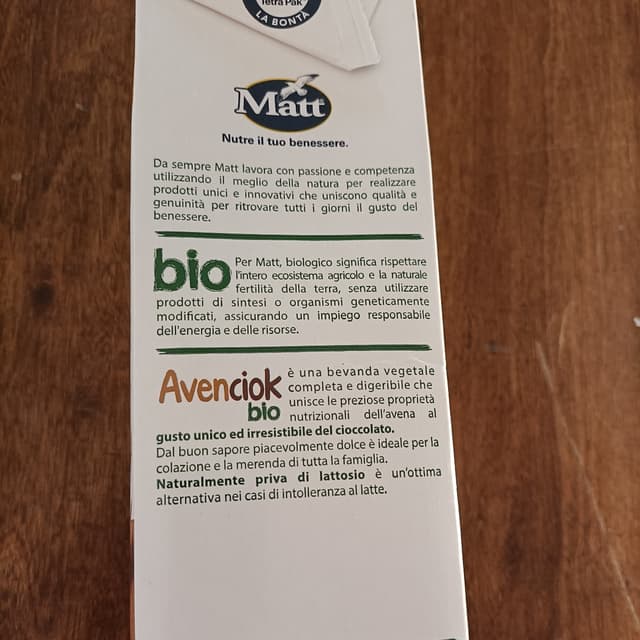 Tetra Pak
LA BONTÀ
Matt
Nutre il tuo benessere.
Da sempre Matt lavora con passione e competenza
utilizzando il meglio della natura per realizzare
prodotti unici e innovativi che uniscono qualità e
genuinità per ritrovare tutti i giorni il gusto del
benessere.
bio Per Matt, biologico significa rispettare
l'intero ecosistema agricolo e la naturale
fertilità della terra, senza utilizzare
prodotti di sintesi o organismi geneticamente
modificati, assicurando un impiego responsabile
dell'energia e delle risorse.
Avenciok è una bevanda vegetale
completa e digeribile che
bio unisce le preziose proprietà
nutrizionali dell'avena al
gusto unico ed irresistibile del cioccolato.
Dal buon sapore piacevolmente dolce è ideale per la
colazione e la merenda di tutta la famiglia.
Naturalmente priva di lattosio è un'ottima
alternativa nei casi di intolleranza al latte.